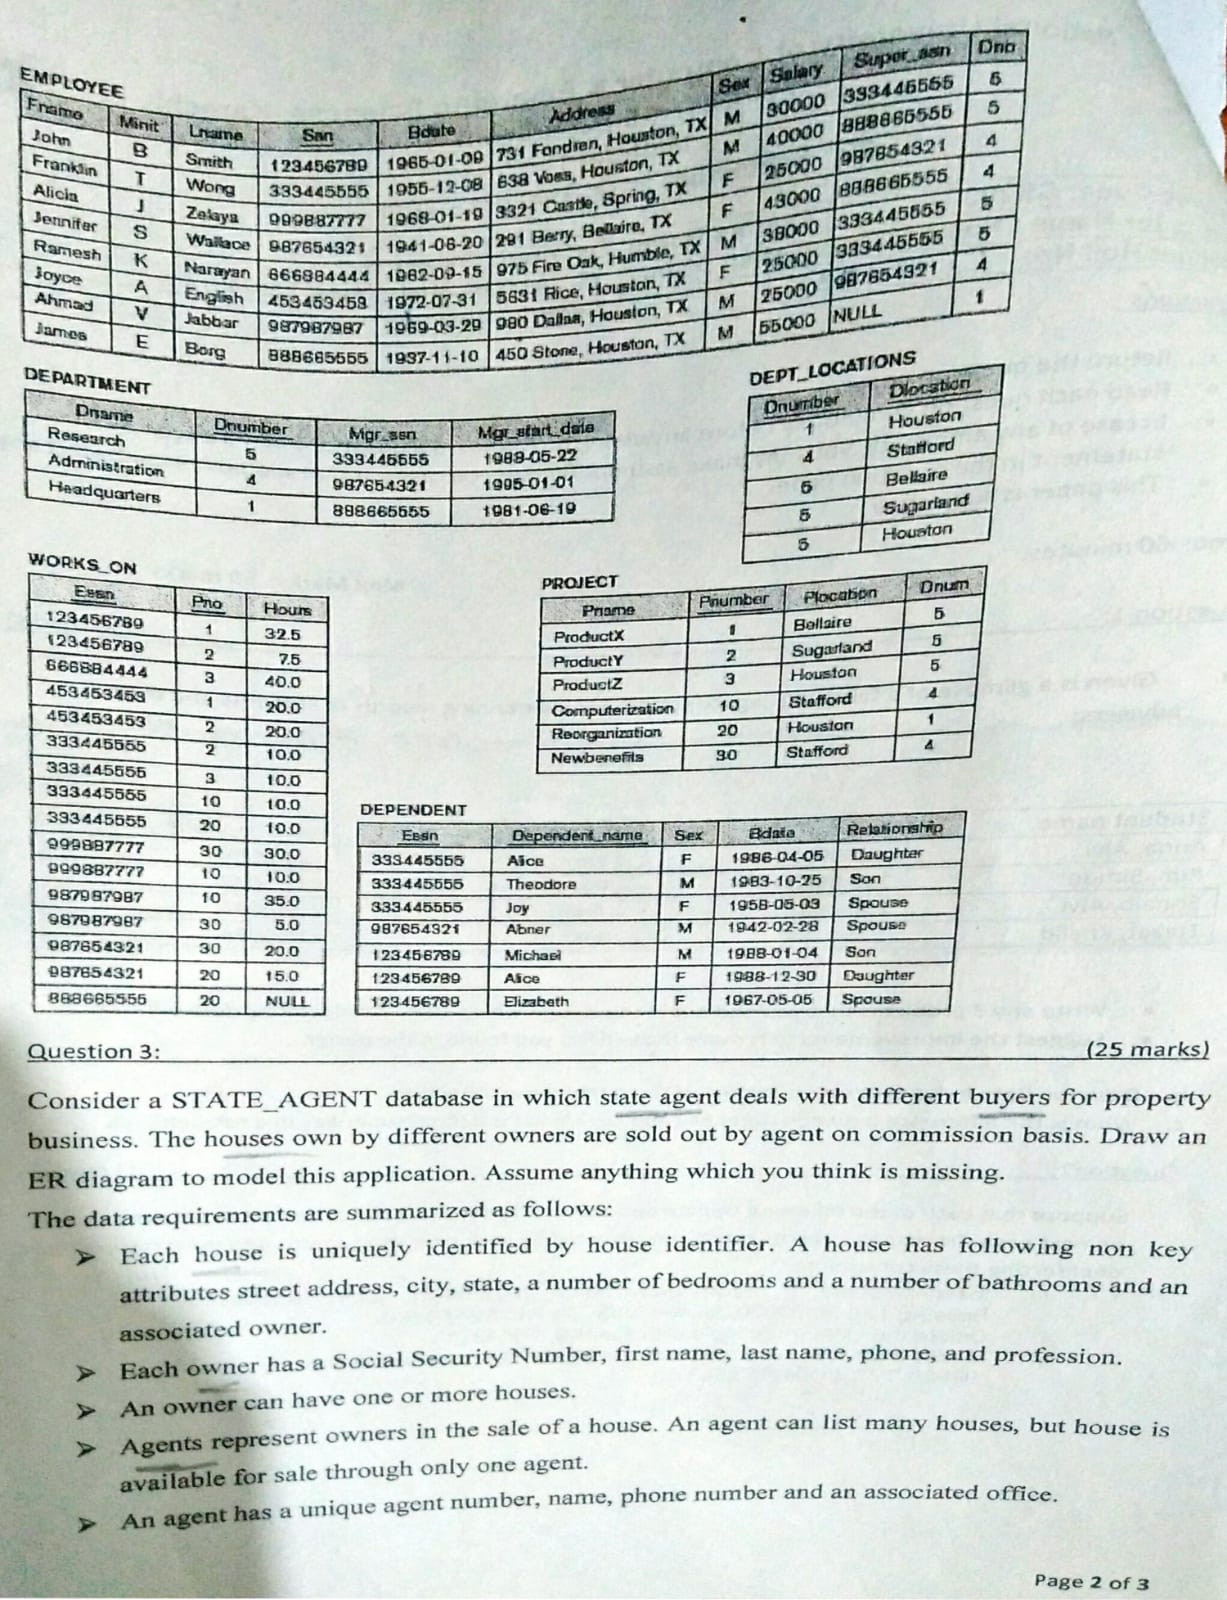 EMPLOYEE
Fname Minit Lname Ssn Bdate Address Sex Salary Super_ssn Dno
John B Smith 123456789 1965-01-09 731 Fondren, Houston, TX M 30000 333445555 5
Franklin T Wong 333445555 1955-12-08 638 Voss, Houston, TX M 40000 888665555 5
Alicia J Zelaya 999887777 1968-01-19 3321 Castle, Spring, TX F 25000 987654321 4
Jennifer S Wallace 987654321 1941-06-20 291 Berry, Bellaire, TX F 43000 888665555 4
Ramesh K Narayan 666884444 1962-09-15 975 Fire Oak, Humble, TX M 38000 333445555 5
Joyce A English 453453453 1972-07-31 5631 Rice, Houston, TX F 25000 333445555 5
Ahmad V Jabbar 987987987 1969-03-29 980 Dallas, Houston, TX M 25000 987654321 4
James E Borg 888665555 1937-11-10 450 Stone, Houston, TX M 55000 NULL 1
DEPARTMENT
Dname Dnumber Mgr_ssn Mgr_start_date
Research 5 333445555 1988-05-22
Administration 4 987654321 1995-01-01
Headquarters 1 888665555 1981-06-19
DEPT_LOCATIONS
Dnumber Dlocation
1 Houston
4 Stafford
5 Bellaire
5 Sugarland
5 Houston
WORKS_ON
Essn Pno Hours
123456789 1 32.5
123456789 2 7.5
666884444 3 40.0
453453453 1 20.0
453453453 2 20.0
333445555 2 10.0
333445555 3 10.0
333445555 10 10.0
333445555 20 10.0
999887777 30 30.0
999887777 10 10.0
987987987 10 35.0
987987987 30 5.0
987654321 30 20.0
987654321 20 15.0
888665555 20 NULL
PROJECT
Pname Pnumber Plocation Dnum
ProductX 1 Bellaire 5
ProductY 2 Sugarland 5
ProductZ 3 Houston 5
Computerization 10 Stafford 4
Reorganization 20 Houston 1
Newbenefits 30 Stafford 4
DEPENDENT
Essn Dependent_name Sex Bdate Relationship
333445555 Alice F 1986-04-05 Daughter
333445555 Theodore M 1983-10-25 Son
333445555 Joy F 1958-05-03 Spouse
987654321 Abner M 1942-02-28 Spouse
123456789 Michael M 1988-01-04 Son
123456789 Alice F 1988-12-30 Daughter
123456789 Elizabeth F 1967-05-05 Spouse
Question 3: (25 marks)
Consider a STATE_AGENT database in which state agent deals with different buyers for property
business. The houses own by different owners are sold out by agent on commission basis. Draw an
ER diagram to model this application. Assume anything which you think is missing.
The data requirements are summarized as follows:
➤ Each house is uniquely identified by house identifier. A house has following non key
attributes street address, city, state, a number of bedrooms and a number of bathrooms and an
associated owner.
➤ Each owner has a Social Security Number, first name, last name, phone, and profession.
➤ An owner can have one or more houses.
➤ Agents represent owners in the sale of a house. An agent can list many houses, but house is
available for sale through only one agent.
➤ An agent has a unique agent number, name, phone number and an associated office.
Page 2 of 3